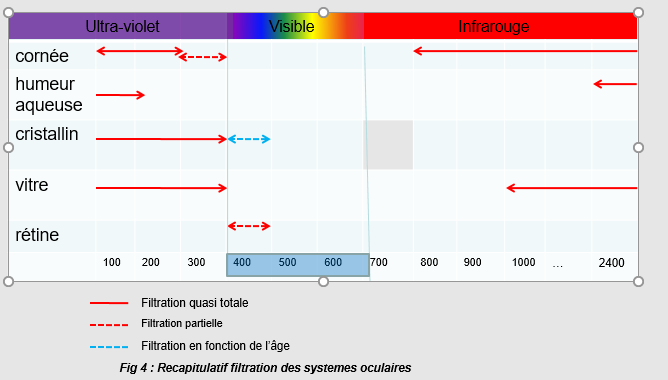 Ultra-violet Visible Infrarouge
cornée
humeur
aqueuse
cristallin
vitre
rétine
100 200 300 400 500 600 700 800 900 1000 ... 2400
Filtration quasi totale
Filtration partielle
Filtration en fonction de l'âge
Fig 4 : Recapitulatif filtration des systemes oculaires